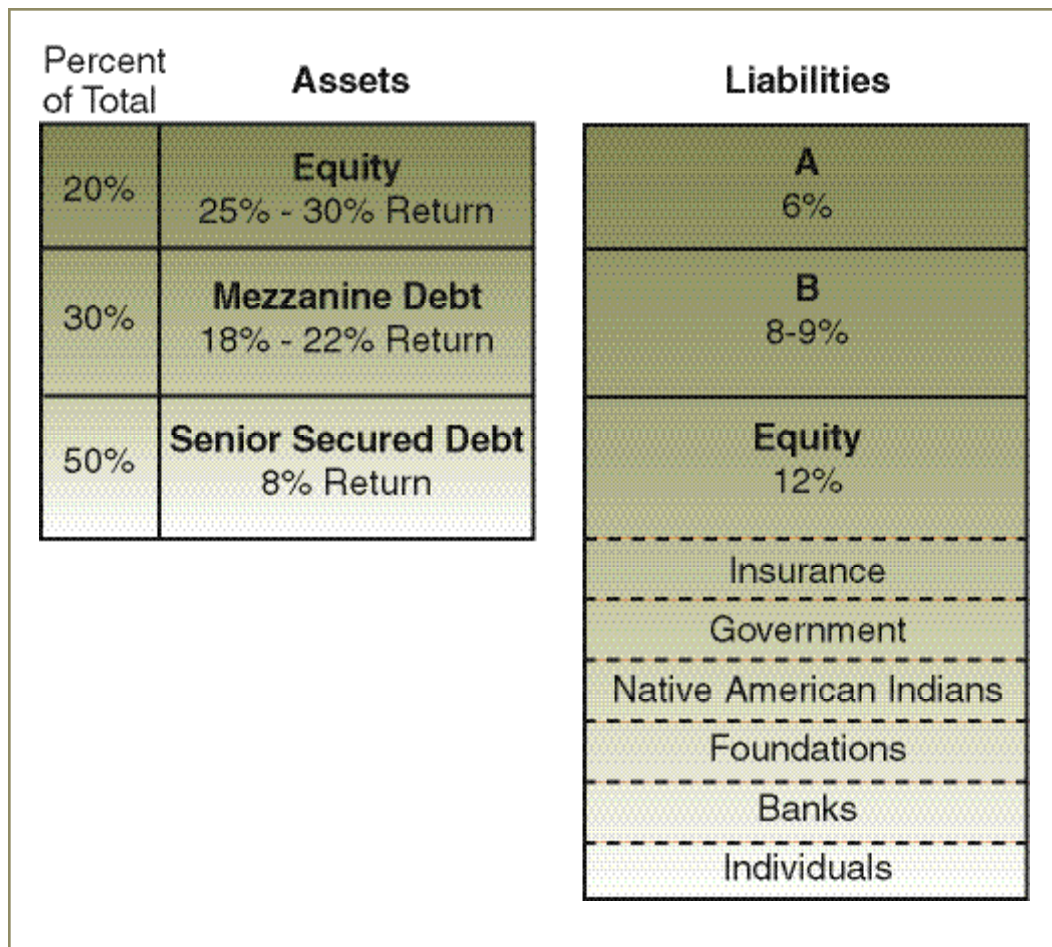 Percent
of Total
Assets
20%
Equity
25% - 30% Return
30%
Mezzanine Debt
18% - 22% Return
50%
Senior Secured Debt
8% Return
Liabilities
A
6%
B
8-9%
Equity
12%
Insurance
Government
Native American Indians
Foundations
Banks
Individuals